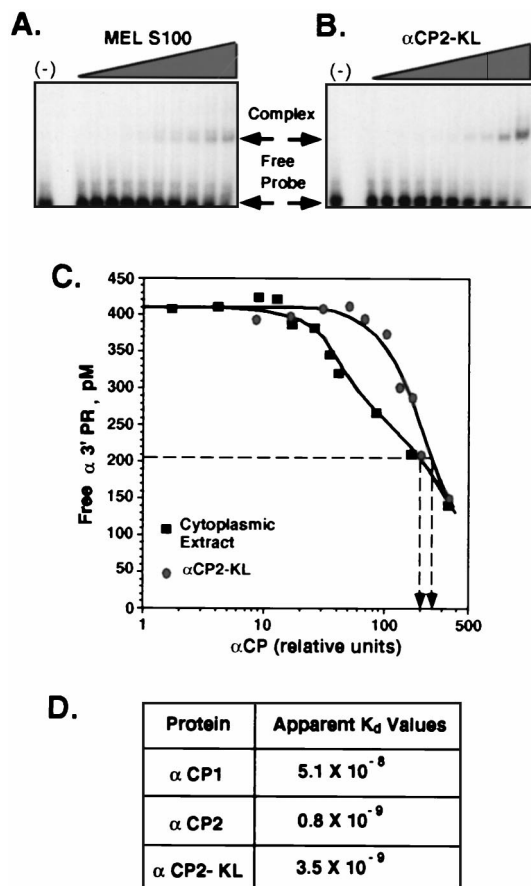 A.
MEL S100
(-)
B.
αCP2-KL
(-)
Complex
Free
Probe
C.
Free α 3' PR , pM
450
400
350
300
250
200
150
100
50
0
Cytoplasmic
Extract
αCP2-KL
1
10
100
500
αCP (relative units)
D.
Protein
Apparent Kd Values
α CP1
5.1 X 10⁻⁸
α CP2
0.8 X 10⁻⁹
α CP2- KL
3.5 X 10⁻⁹